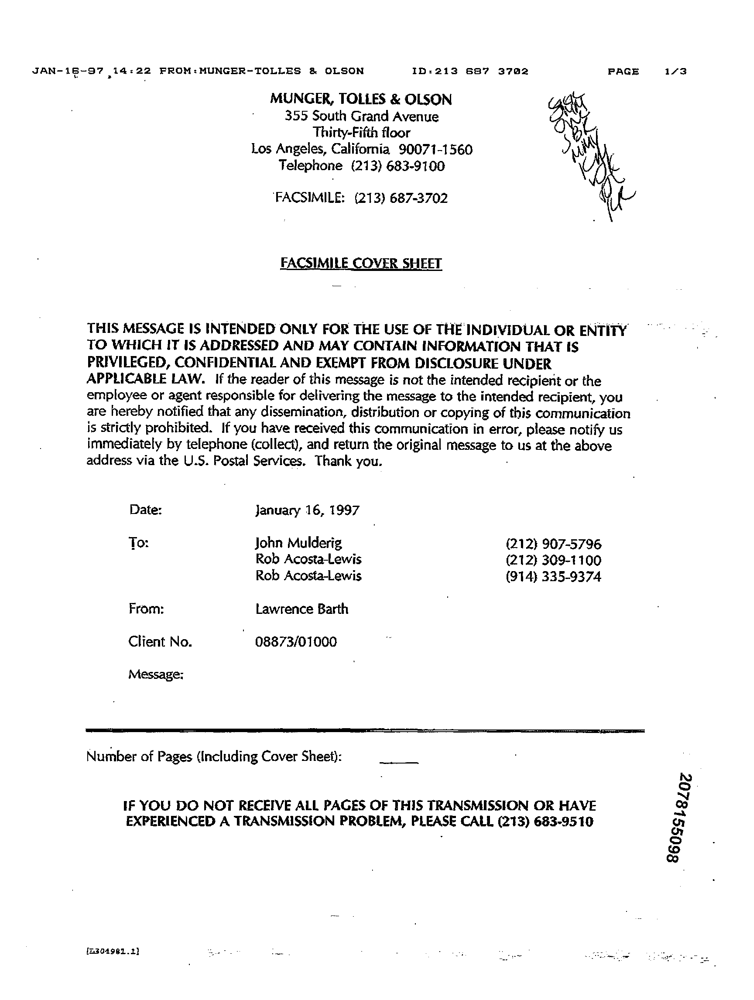 JAN-16-97 14:22 FROM:MUNGER-TOLLES & OLSON ID:213 687 3702 PAGE 1/3
MUNGER, TOLLES & OLSON
355 South Grand Avenue
Thirty-Fifth floor
Los Angeles, California 90071-1560
Telephone (213) 683-9100
FACSIMILE: (213) 687-3702
FACSIMILE COVER SHEET
THIS MESSAGE IS INTENDED ONLY FOR THE USE OF THE INDIVIDUAL OR ENTITY
TO WHICH IT IS ADDRESSED AND MAY CONTAIN INFORMATION THAT IS
PRIVILEGED, CONFIDENTIAL AND EXEMPT FROM DISCLOSURE UNDER
APPLICABLE LAW. If the reader of this message is not the intended recipient or the
employee or agent responsible for delivering the message to the intended recipient, you
are hereby notified that any dissemination, distribution or copying of this communication
is strictly prohibited. If you have received this communication in error, please notify us
immediately by telephone (collect), and return the original message to us at the above
address via the U.S. Postal Services. Thank you.
Date: January 16, 1997
To: John Mulderig (212) 907-5796
Rob Acosta-Lewis (212) 309-1100
Rob Acosta-Lewis (914) 335-9374
From: Lawrence Barth
Client No. 08873/01000
Message:
Number of Pages (Including Cover Sheet):
IF YOU DO NOT RECEIVE ALL PAGES OF THIS TRANSMISSION OR HAVE
EXPERIENCED A TRANSMISSION PROBLEM, PLEASE CALL (213) 683-9510
2078155098
[L304981.1]